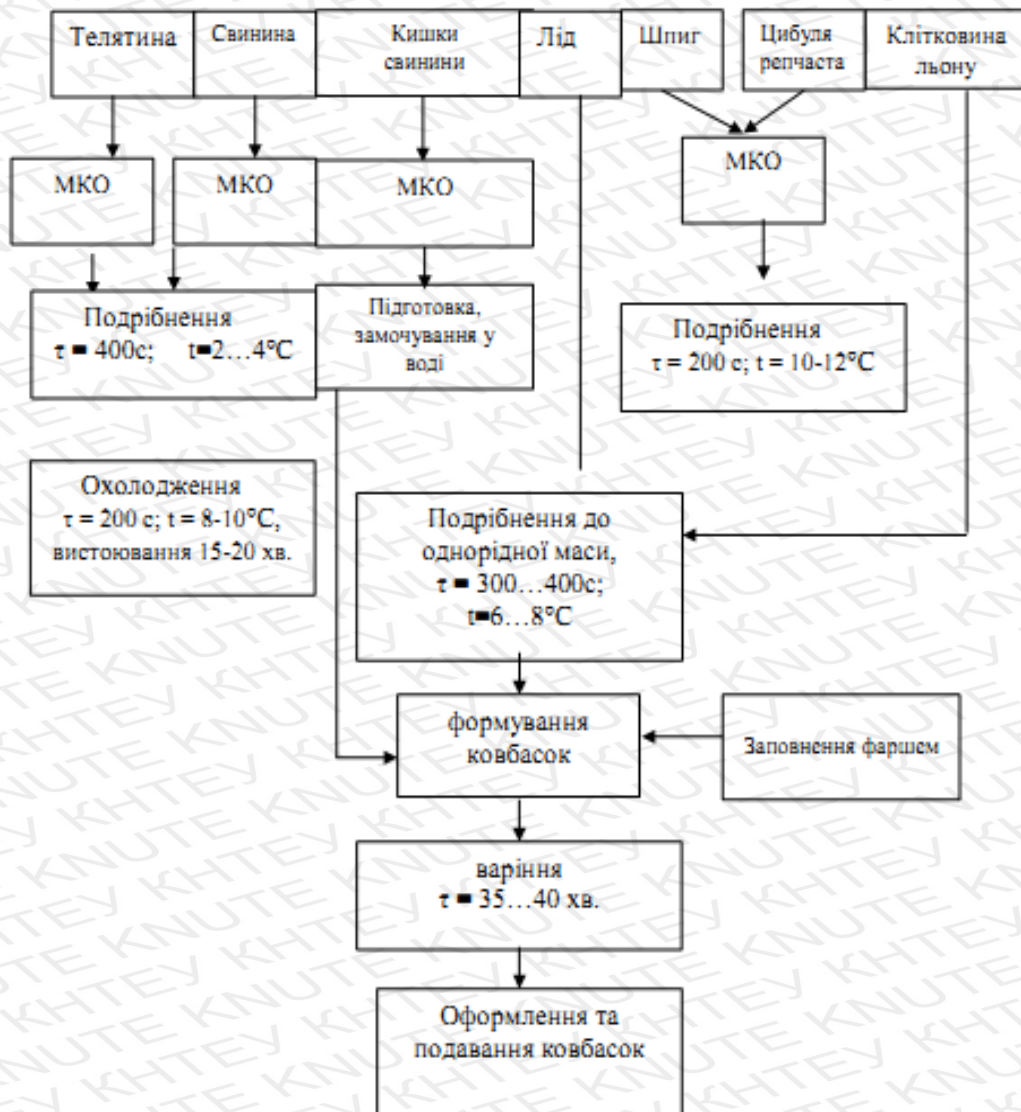 Телятина
Свинина
Кишки
свинини
Лід
Шпиг
Цибуля
репчаста
Клітковина
льону
МКО
МКО
МКО
МКО
Подрібнення
τ = 400с; t=2…4°С
Підготовка,
замочування у
воді
Подрібнення
τ = 200 с; t = 10-12°С
Охолодження
τ = 200 с; t = 8-10°С,
вистоювання 15-20 хв.
Подрібнення до
однорідної маси,
τ = 300…400с;
t=6…8°С
формування
ковбасок
Заповнення фаршем
варіння
τ = 35…40 хв.
Оформлення та
подавання ковбасок